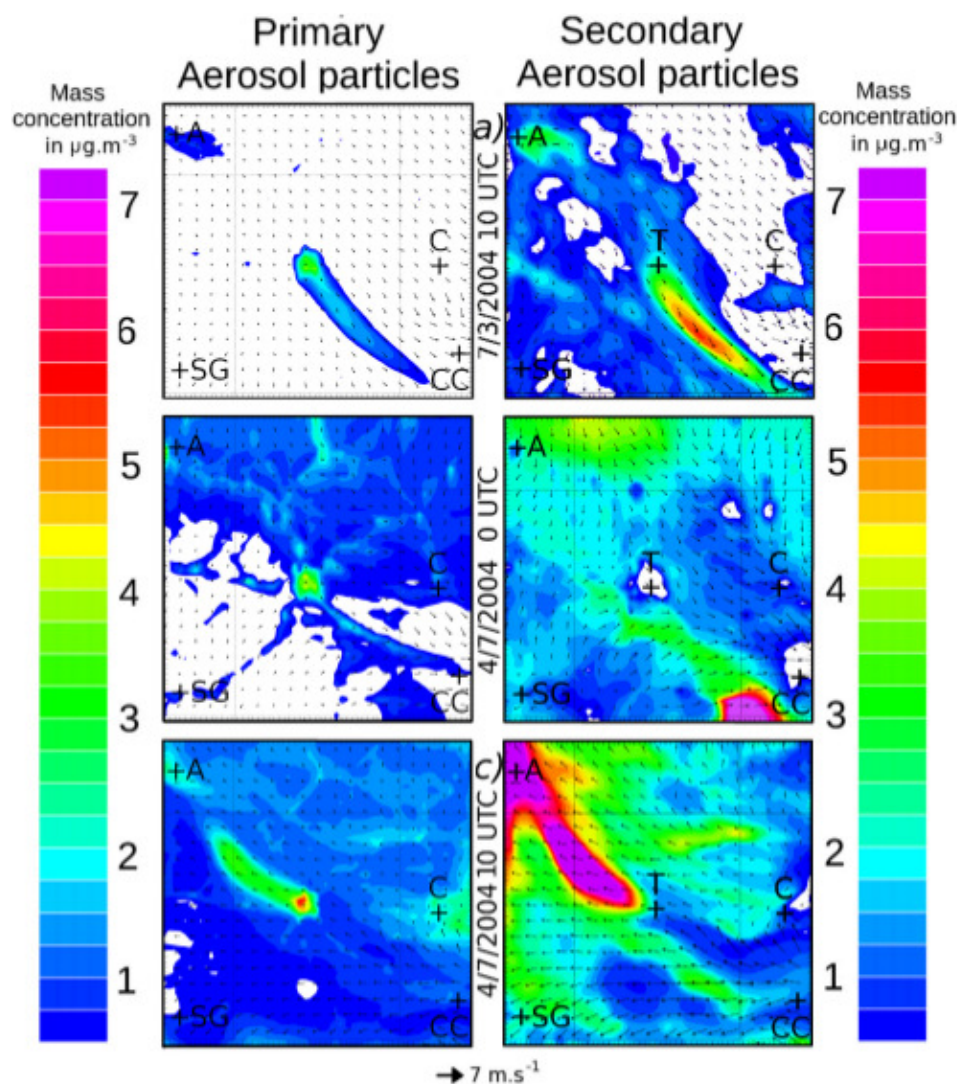 Primary
Aerosol particles
Secondary
Aerosol particles
Mass
concentration
in µg.m⁻³
7
6
5
4
3
2
1
+A
C
+
+SG
+
CC
a)
7/3/2004 10 UTC
+A
T
+
C
+
+SG
+
CC
+A
C
+
+SG
+
CC
4/7/2004 0 UTC
+A
T
+
C
+
+SG
+
CC
+A
C
+
+SG
+
CC
c)
4/7/2004 10 UTC
+A
T
+
C
+
+SG
+
CC
Mass
concentration
in µg.m⁻³
7
6
5
4
3
2
1
→ 7 m.s⁻¹